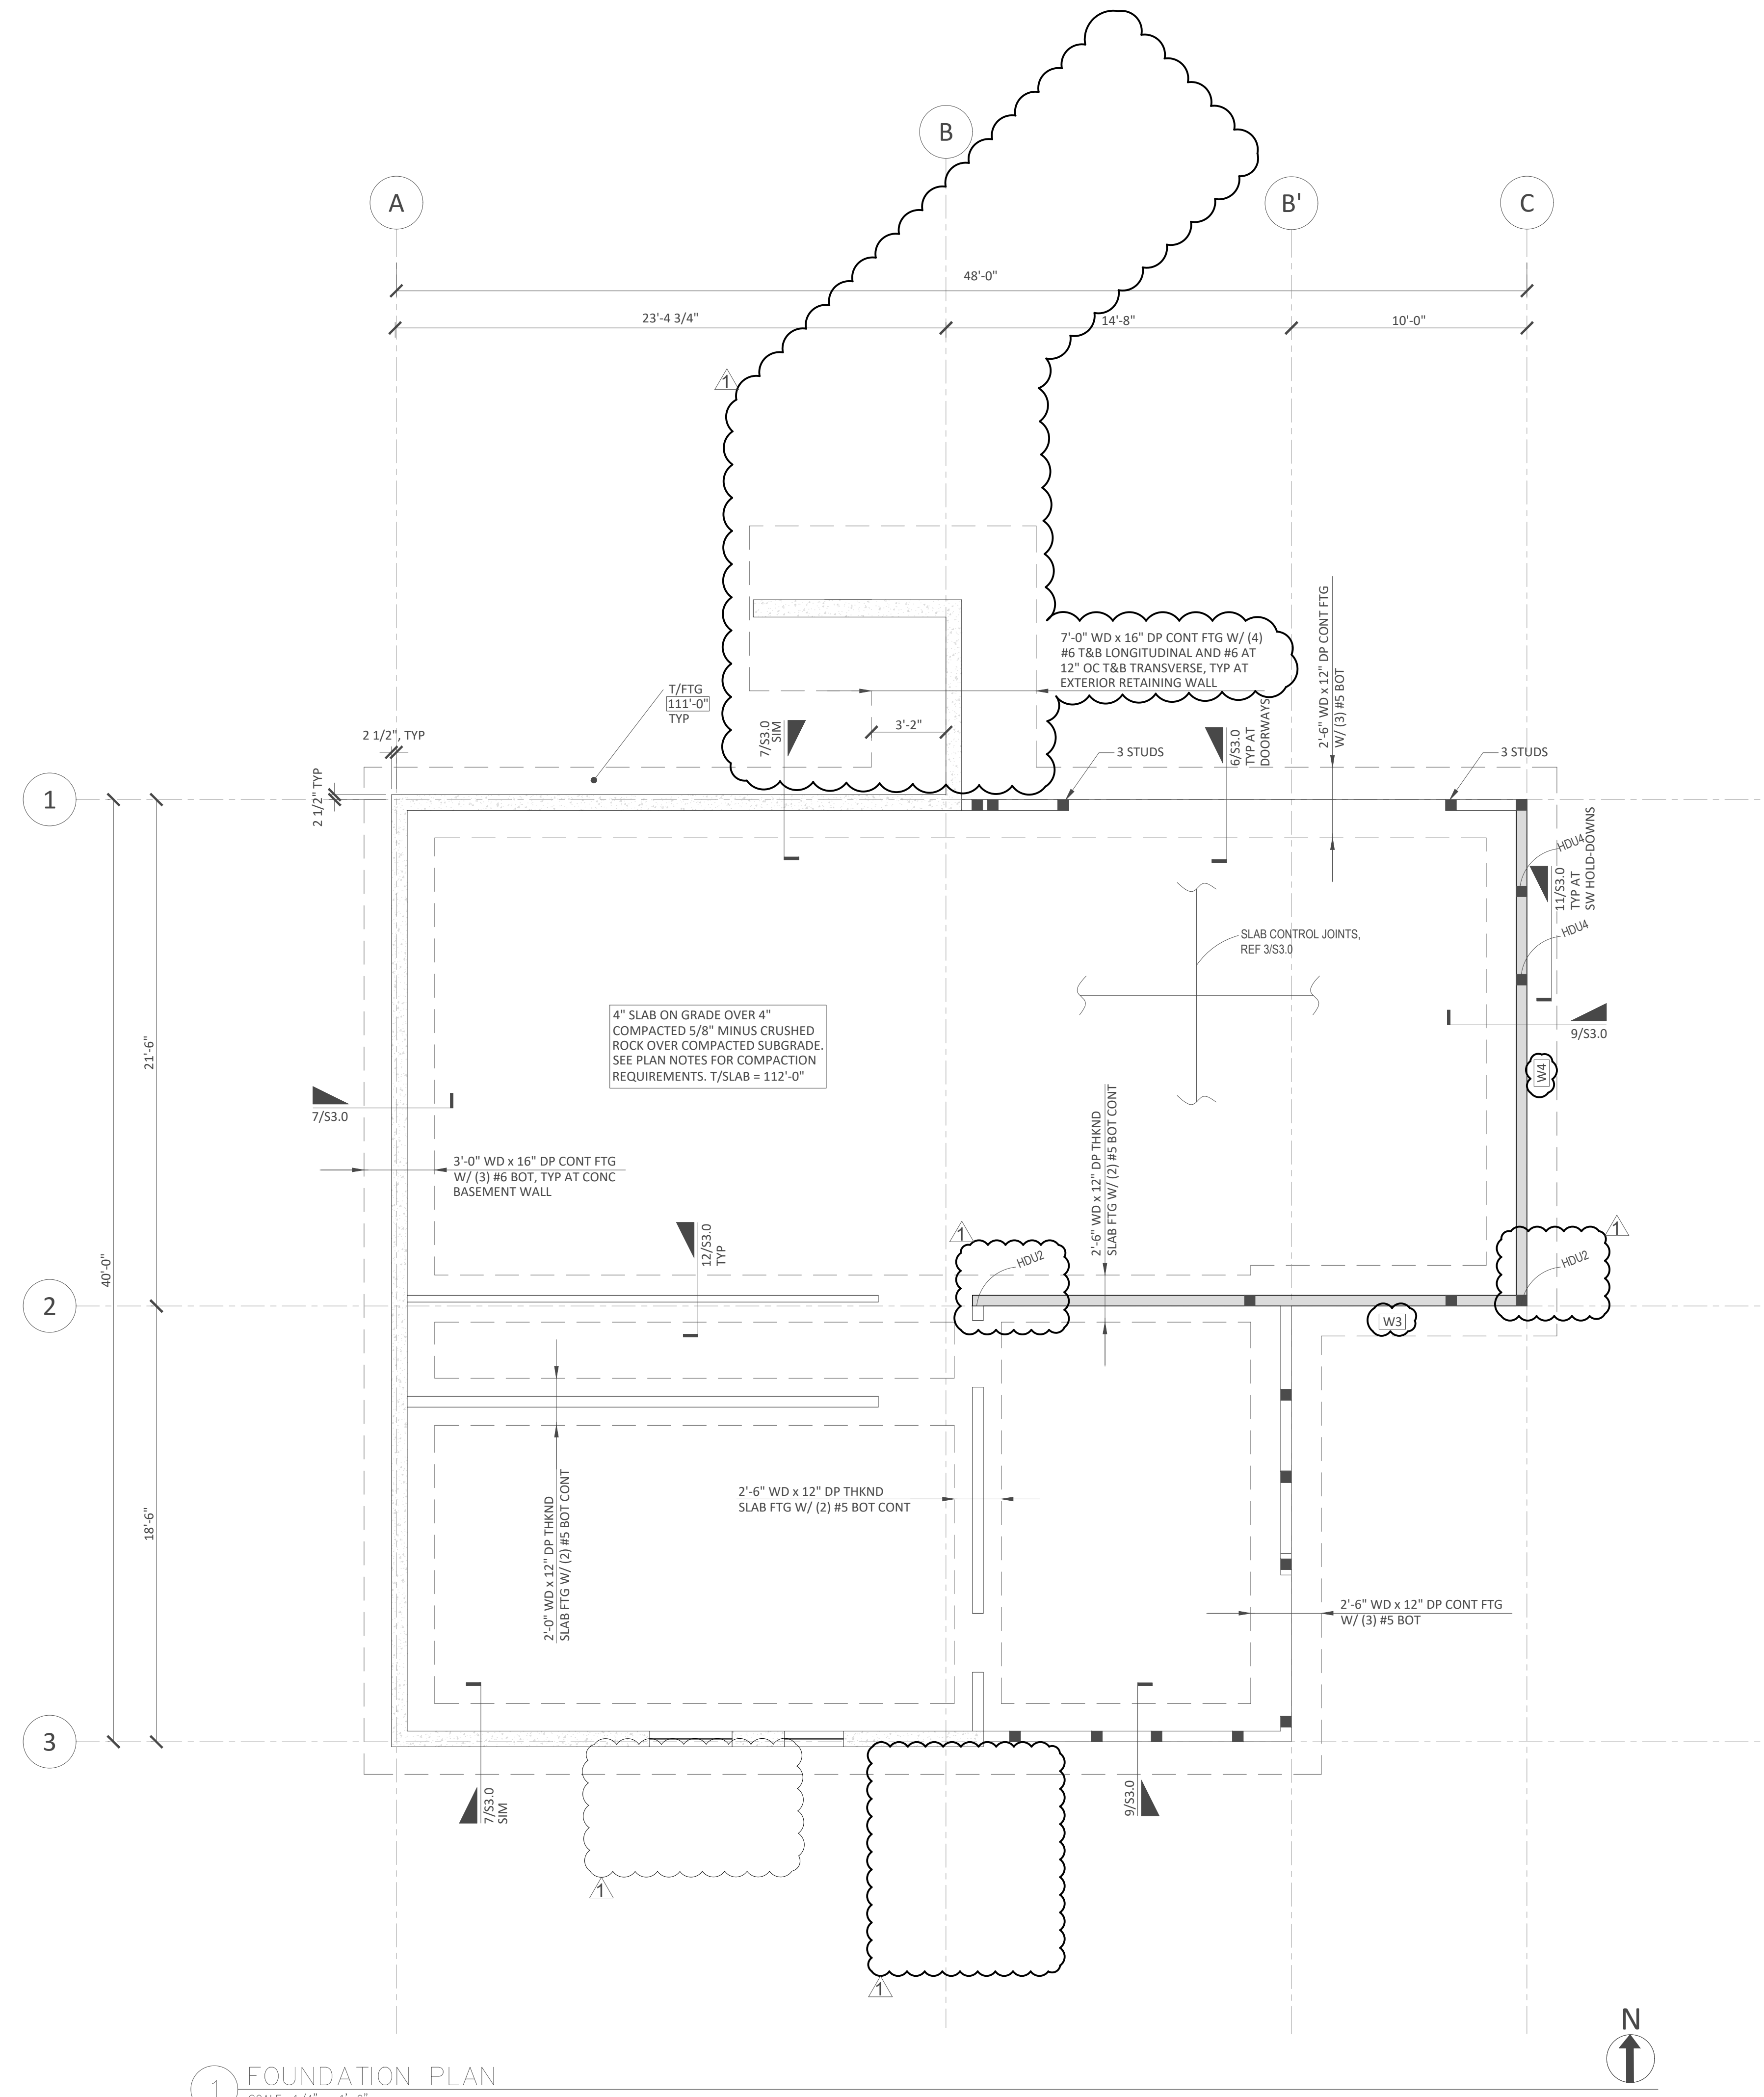 B
A
B'
C
48'-0"
23'-4 3/4"
14'-8"
10'-0"
1
7'-0" WD x 16" DP CONT FTG W/ (4)
#6 T&B LONGITUDINAL AND #6 AT
12" OC T&B TRANSVERSE, TYP AT
EXTERIOR RETAINING WALL
2'-6" WD x 12" DP CONT FTG
W/ (3) #5 BOT
T/FTG
111'-0"
TYP
3'-2"
7/S3.0
SIM
6/S3.0
TYP AT
DOORWAYS
2 1/2", TYP
2 1/2" TYP
3 STUDS
3 STUDS
1
HDU4
11/S3.0
TYP AT
SW HOLD-DOWNS
HDU4
SLAB CONTROL JOINTS,
REF 3/S3.0
9/S3.0
4" SLAB ON GRADE OVER 4"
COMPACTED 5/8" MINUS CRUSHED
ROCK OVER COMPACTED SUBGRADE.
SEE PLAN NOTES FOR COMPACTION
REQUIREMENTS. T/SLAB = 112'-0"
21'-6"
W4
7/S3.0
3'-0" WD x 16" DP CONT FTG
W/ (3) #6 BOT, TYP AT CONC
BASEMENT WALL
2'-6" WD x 12" DP THKND
SLAB FTG W/ (2) #5 BOT CONT
12/S3.0
TYP
1
HDU2
1
HDU2
40'-0"
2
W3
18'-6"
2'-0" WD x 12" DP THKND
SLAB FTG W/ (2) #5 BOT CONT
2'-6" WD x 12" DP THKND
SLAB FTG W/ (2) #5 BOT CONT
2'-6" WD x 12" DP CONT FTG
W/ (3) #5 BOT
3
7/S3.0
SIM
9/S3.0
1
1
N
1
FOUNDATION PLAN